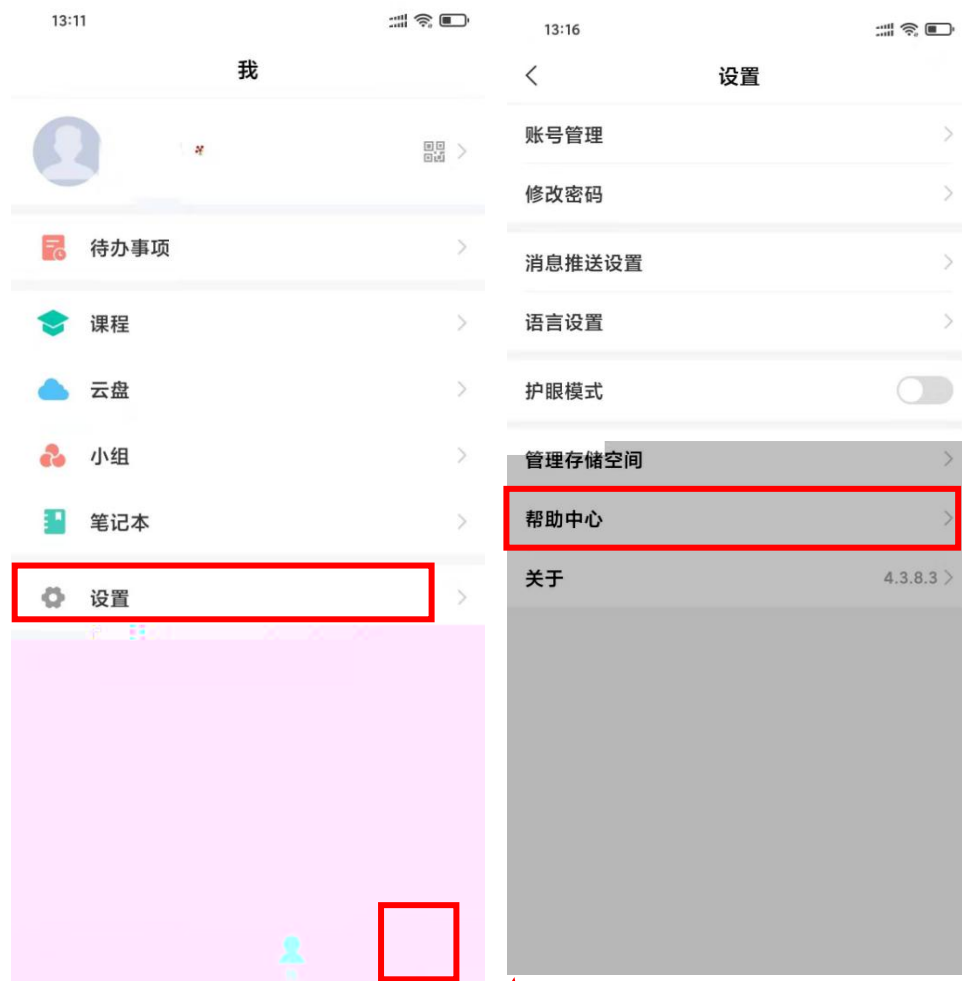 13:11
我
待办事项
课程
云盘
小组
笔记本
设置
13:16
设置
账号管理
修改密码
消息推送设置
语言设置
护眼模式
管理存储空间
帮助中心
关于
4.3.8.3